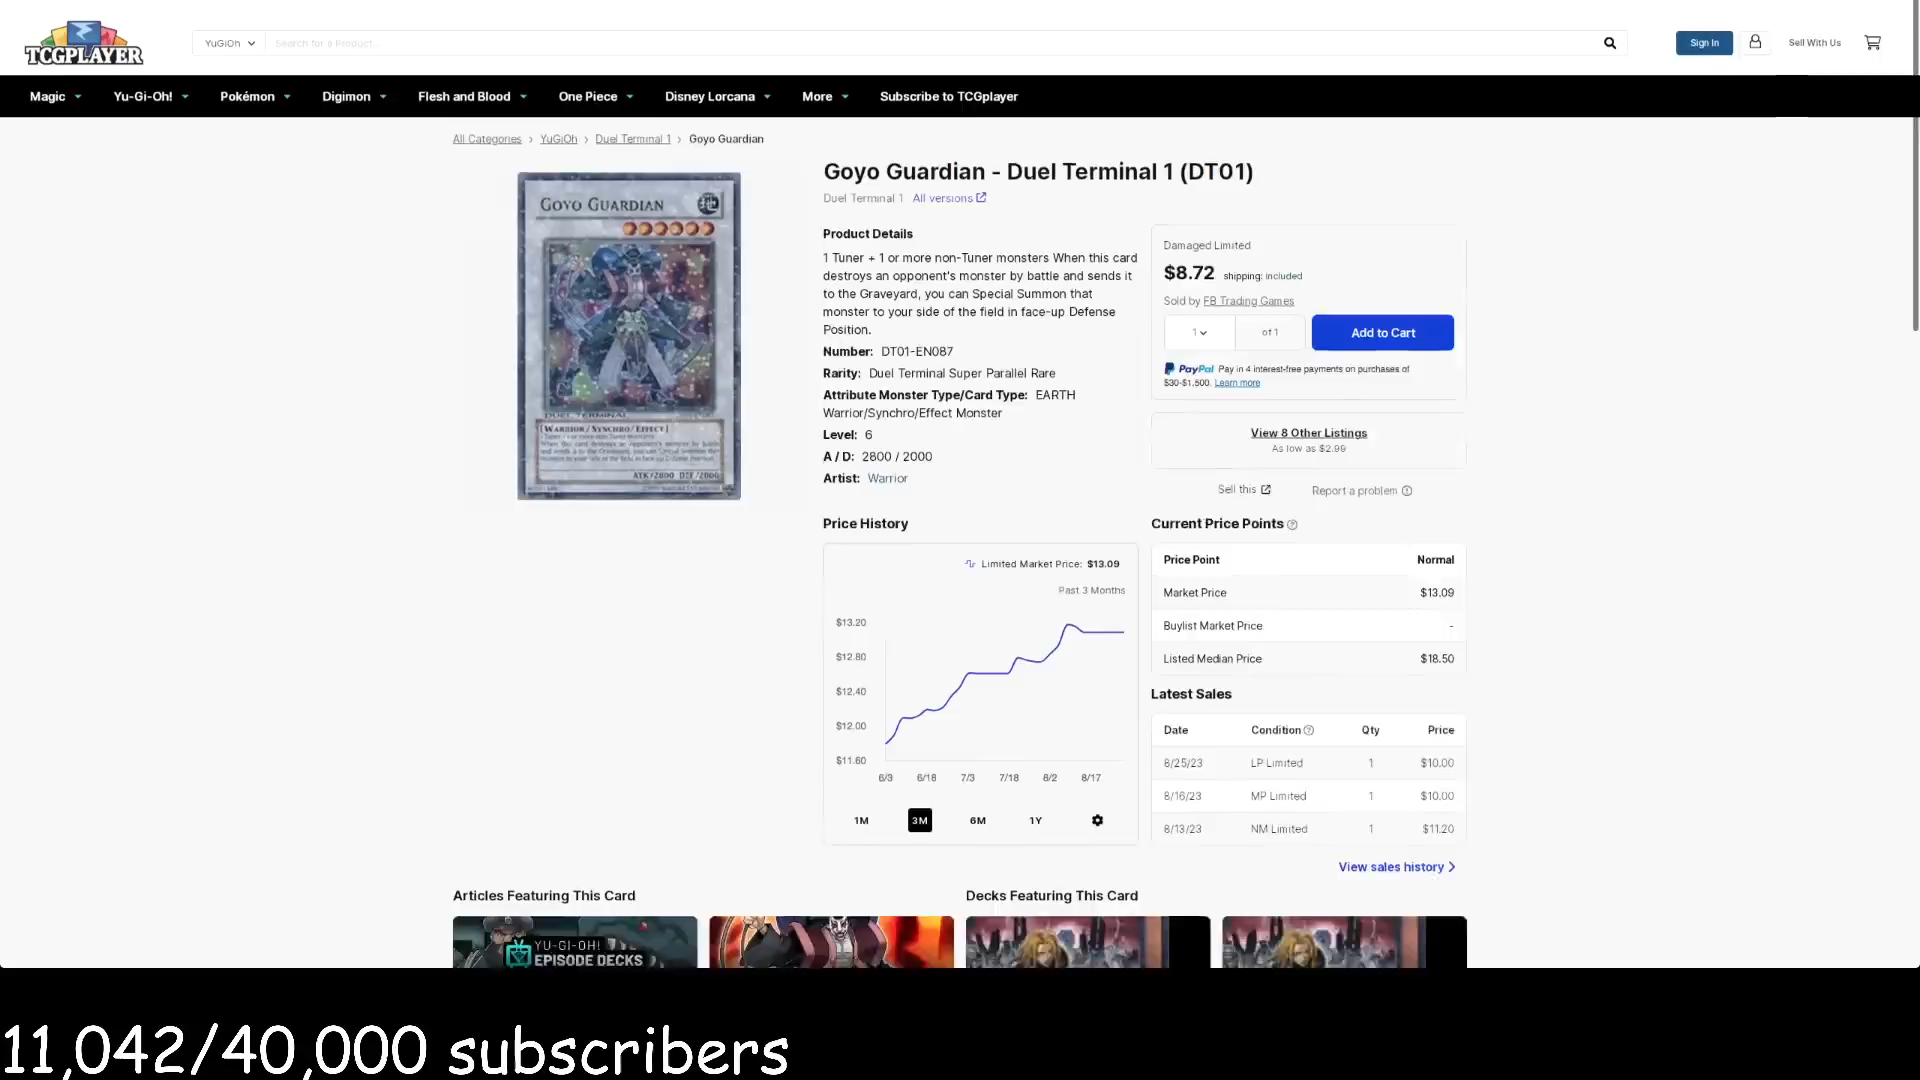 TCGPLAYER
YuGiOh
Search for a Product...
Sign In
Sell With Us
Magic
Yu-Gi-Oh!
Pokémon
Digimon
Flesh and Blood
One Piece
Disney Lorcana
More
Subscribe to TCGplayer
All Categories > YuGiOh > Duel Terminal 1 > Goyo Guardian
GOYO GUARDIAN
DUEL TERMINAL
[WARRIOR / SYNCHRO / EFFECT]
ATK/2800 DEF/2000
Goyo Guardian - Duel Terminal 1 (DT01)
Duel Terminal 1 All versions
Product Details
1 Tuner + 1 or more non-Tuner monsters When this card
destroys an opponent's monster by battle and sends it
to the Graveyard, you can Special Summon that
monster to your side of the field in face-up Defense
Position.
Number: DT01-EN087
Rarity: Duel Terminal Super Parallel Rare
Attribute Monster Type/Card Type: EARTH
Warrior/Synchro/Effect Monster
Level: 6
A / D: 2800 / 2000
Artist: Warrior
Damaged Limited
$8.72 shipping: included
Sold by FB Trading Games
1 of 1
Add to Cart
PayPal Pay in 4 interest-free payments on purchases of
$30-$1,500. Learn more
View 8 Other Listings
As low as $2.99
Sell this
Report a problem
Price History
Limited Market Price: $13.09
Past 3 Months
$13.20
$12.80
$12.40
$12.00
$11.60
6/3 6/18 7/3 7/18 8/2 8/17
1M 3M 6M 1Y
Current Price Points
Price Point Normal
Market Price $13.09
Buylist Market Price -
Listed Median Price $18.50
Latest Sales
Date Condition Qty Price
8/25/23 LP Limited 1 $10.00
8/16/23 MP Limited 1 $10.00
8/13/23 NM Limited 1 $11.20
View sales history
Articles Featuring This Card
Decks Featuring This Card
YU-GI-OH!
EPISODE DECKS
11,042/40,000 subscribers